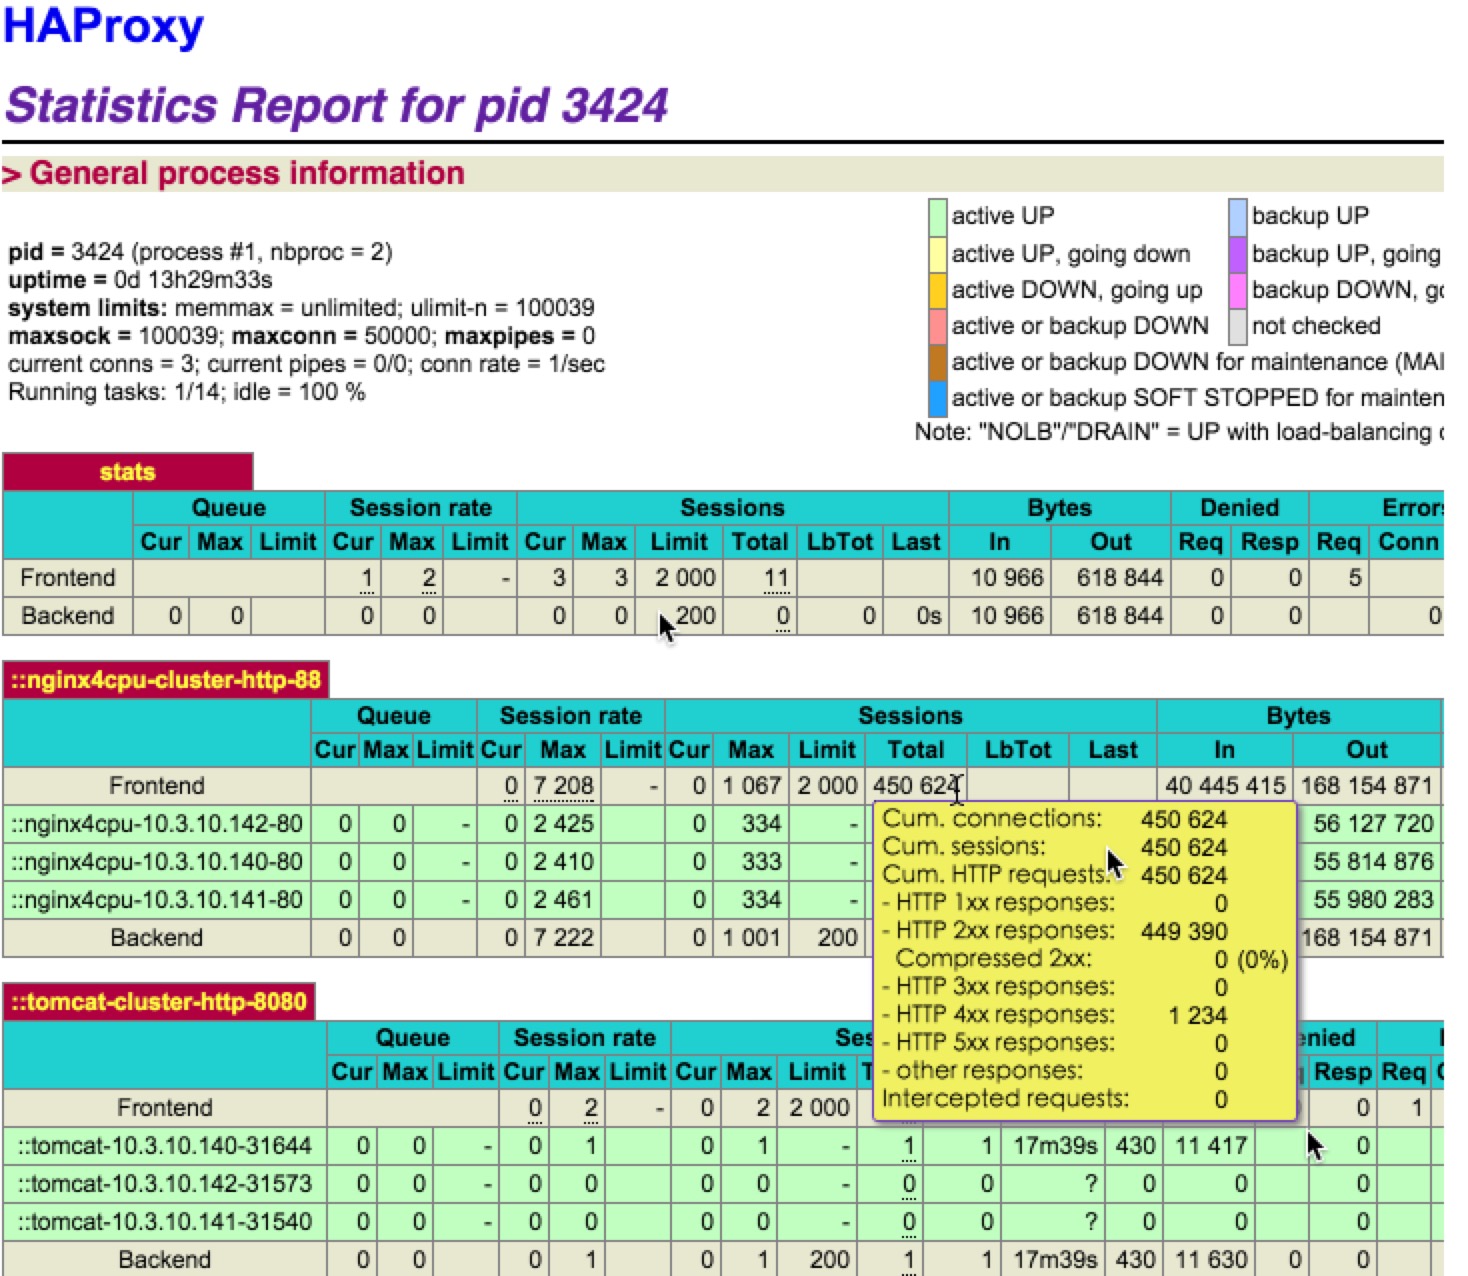 HAProxy
Statistics Report for pid 3424
> General process information
pid = 3424 (process #1, nbproc = 2)
uptime = 0d 13h29m33s
system limits: memmax = unlimited; ulimit-n = 100039
maxsock = 100039; maxconn = 50000; maxpipes = 0
current conns = 3; current pipes = 0/0; conn rate = 1/sec
Running tasks: 1/14; idle = 100 %
active UP backup UP
active UP, going down backup UP, going
active DOWN, going up backup DOWN,
active or backup DOWN not checked
active or backup DOWN for maintenance
active or backup SOFT STOPPED for
Note: "NOLB"/"DRAIN" = UP with load-balancing
stats
Queue Session rate Sessions Bytes Denied Errors
Cur Max Limit Cur Max Limit Cur Max Limit Total LbTot Last In Out Req Resp Req Conn
Frontend 1 2 - 3 3 2 000 11 10 966 618 844 0 0 5
Backend 0 0 0 0 0 0 200 0 0 0s 10 966 618 844 0 0 0
::nginx4cpu-cluster-http-88
Queue Session rate Sessions Bytes
Cur Max Limit Cur Max Limit Cur Max Limit Total LbTot Last In Out
Frontend 0 7 208 - 0 1 067 2 000 450 624 40 445 415 168 154 871
::nginx4cpu-10.3.10.142-80 0 0 - 0 2 425 0 334 - 56 127 720
::nginx4cpu-10.3.10.140-80 0 0 - 0 2 410 0 333 - 55 814 876
::nginx4cpu-10.3.10.141-80 0 0 - 0 2 461 0 334 - 55 980 283
Backend 0 0 0 7 222 0 1 001 200 168 154 871
Cum. connections: 450 624
Cum. sessions: 450 624
Cum. HTTP requests: 450 624
- HTTP 1xx responses: 0
- HTTP 2xx responses: 449 390
Compressed 2xx: 0 (0%)
- HTTP 3xx responses: 0
- HTTP 4xx responses: 1 234
- HTTP 5xx responses: 0
- other responses: 0
Intercepted requests: 0
::tomcat-cluster-http-8080
Queue Session rate
Cur Max Limit Cur Max Limit Cur Max Limit Resp Req
Frontend 0 2 - 0 2 2 000 0 1
::tomcat-10.3.10.140-31644 0 0 - 0 1 0 1 - 1 1 17m39s 430 11 417 0
::tomcat-10.3.10.142-31573 0 0 - 0 0 0 0 - 0 0 ? 0 0 0
::tomcat-10.3.10.141-31540 0 0 - 0 0 0 0 - 0 0 ? 0 0 0
Backend 0 0 0 1 0 1 200 1 1 17m39s 430 11 630 0 0